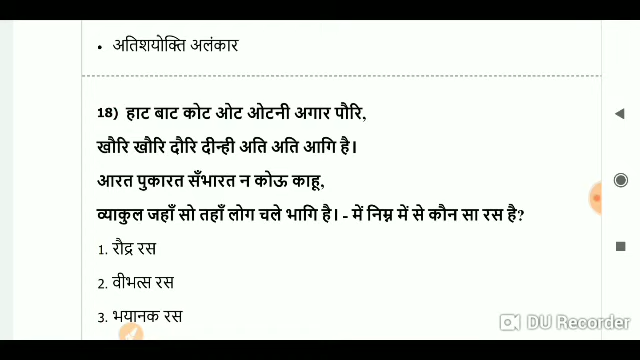 • अतिशयोक्ति अलंकार
18) हाट बाट कोट ओट ओटनी अगार पौरि,
खौरि खौरि दौरि दीन्ही अति अति आगि है।
आरत पुकारत सँभारत न कोऊ काहू,
व्याकुल जहाँ सो तहाँ लोग चले भागि है। - में निम्न में से कौन सा रस है?
1. रौद्र रस
2. वीभत्स रस
3. भयानक रस
DU Recorder